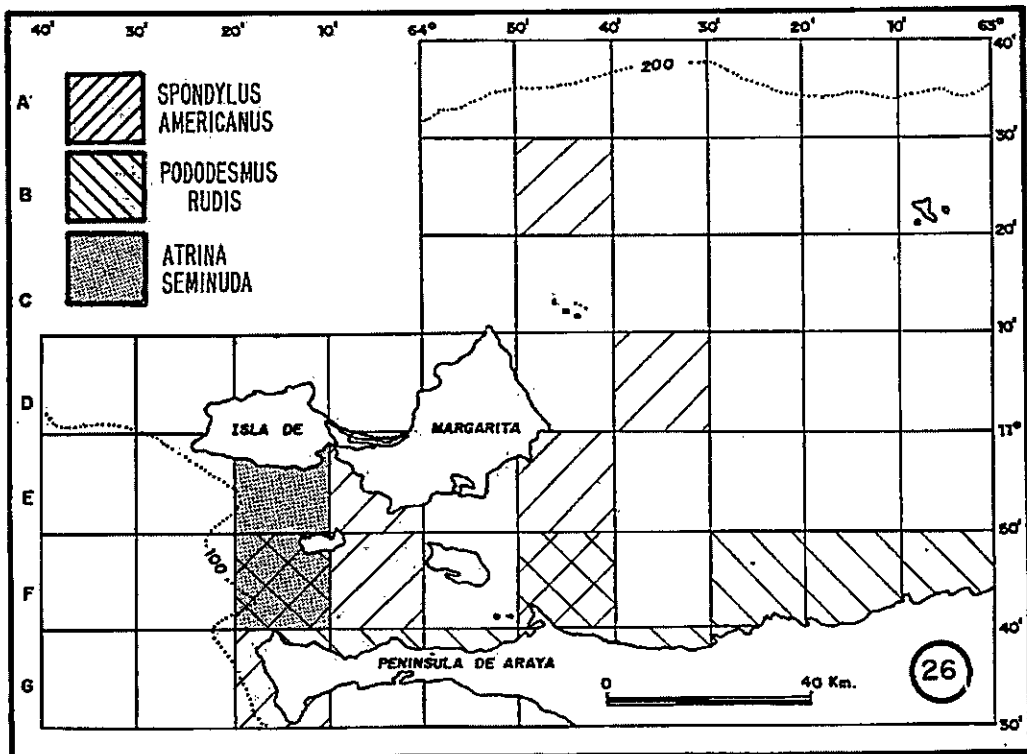 40' 30' 20' 10' 64° 50' 40' 30' 20' 10' 63°
40'
200
A
SPONDYLUS
AMERICANUS
30'
B
PODODESMUS
RUDIS
20'
ATRINA
SEMINUDA
C
10'
D
ISLA DE MARGARITA
11°
E
50'
100
F
40'
PENINSULA DE ARAYA
G
0 40 Km.
26
30'